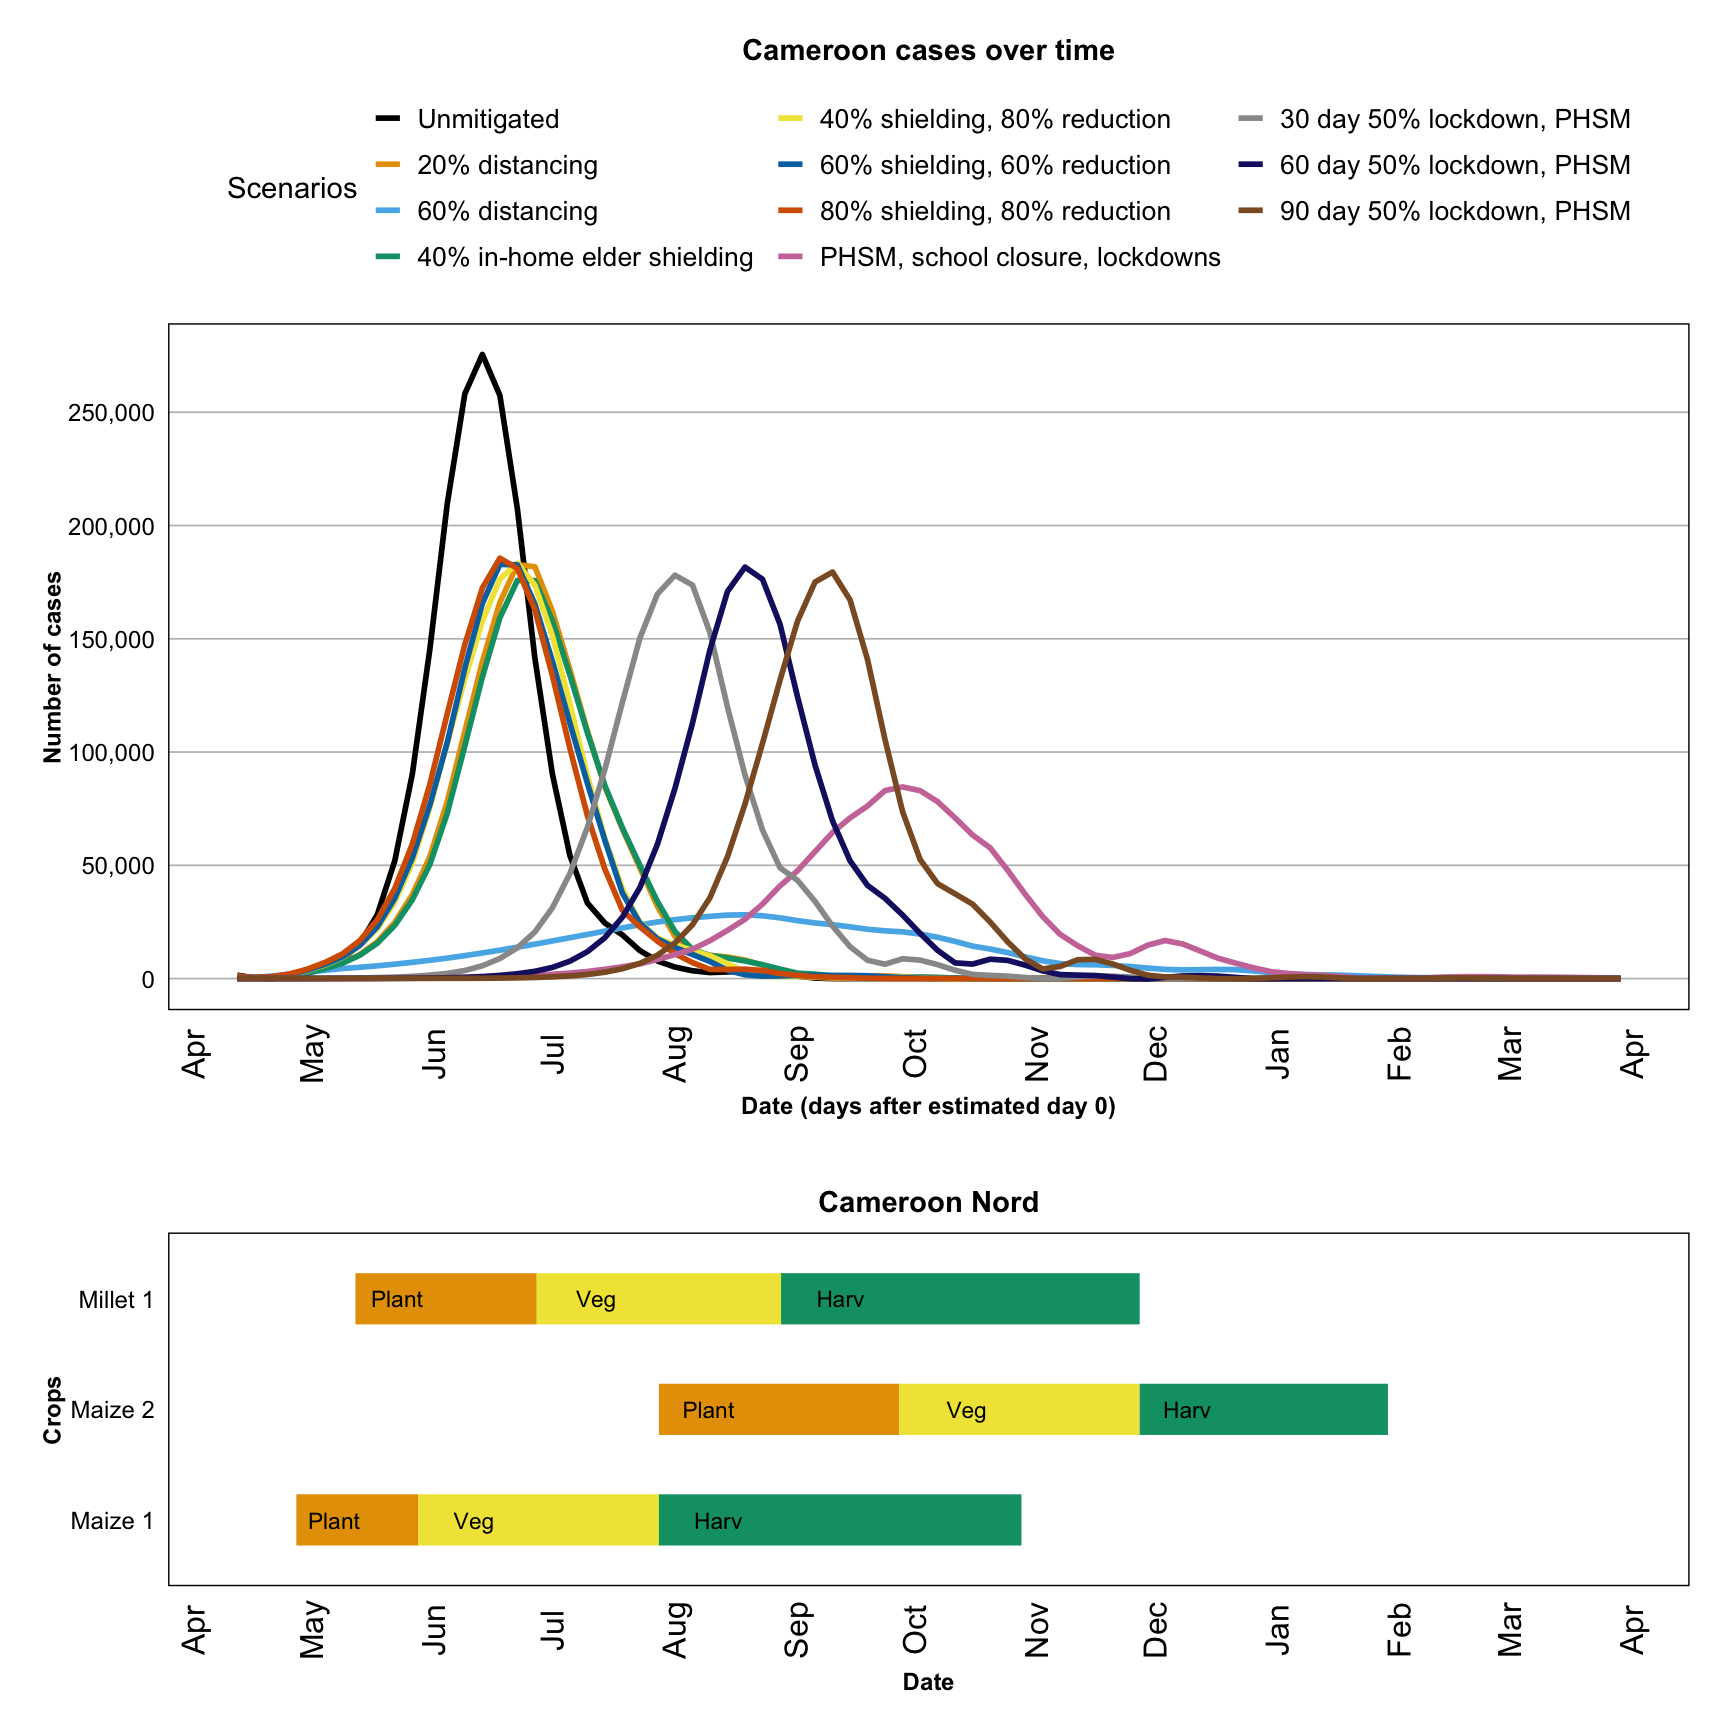 Cameroon cases over time
Scenarios
Unmitigated
20% distancing
60% distancing
40% in-home elder shielding
40% shielding, 80% reduction
60% shielding, 60% reduction
80% shielding, 80% reduction
PHSM, school closure, lockdowns
30 day 50% lockdown, PHSM
60 day 50% lockdown, PHSM
90 day 50% lockdown, PHSM
Number of cases
250,000
200,000
150,000
100,000
50,000
0
Apr May Jun Jul Aug Sep Oct Nov Dec Jan Feb Mar Apr
Date (days after estimated day 0)
Cameroon Nord
Crops
Millet 1 Plant Veg Harv
Maize 2 Plant Veg Harv
Maize 1 Plant Veg Harv
Apr May Jun Jul Aug Sep Oct Nov Dec Jan Feb Mar Apr
Date